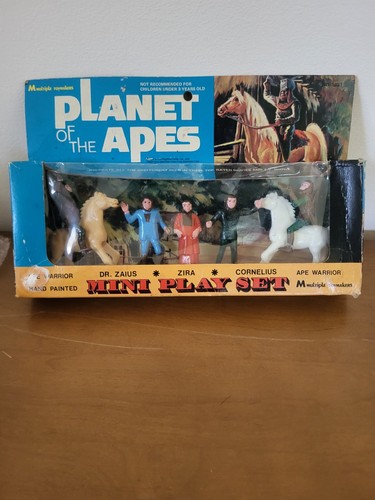 Multiple toymakers
NOT RECOMMENDED FOR
CHILDREN UNDER 3 YEARS OLD
PLANET
OF THE APES
APE WARRIOR
DR. ZAIUS * ZIRA * CORNELIUS
APE WARRIOR
HAND PAINTED
MINI PLAY SET
Multiple toymakers